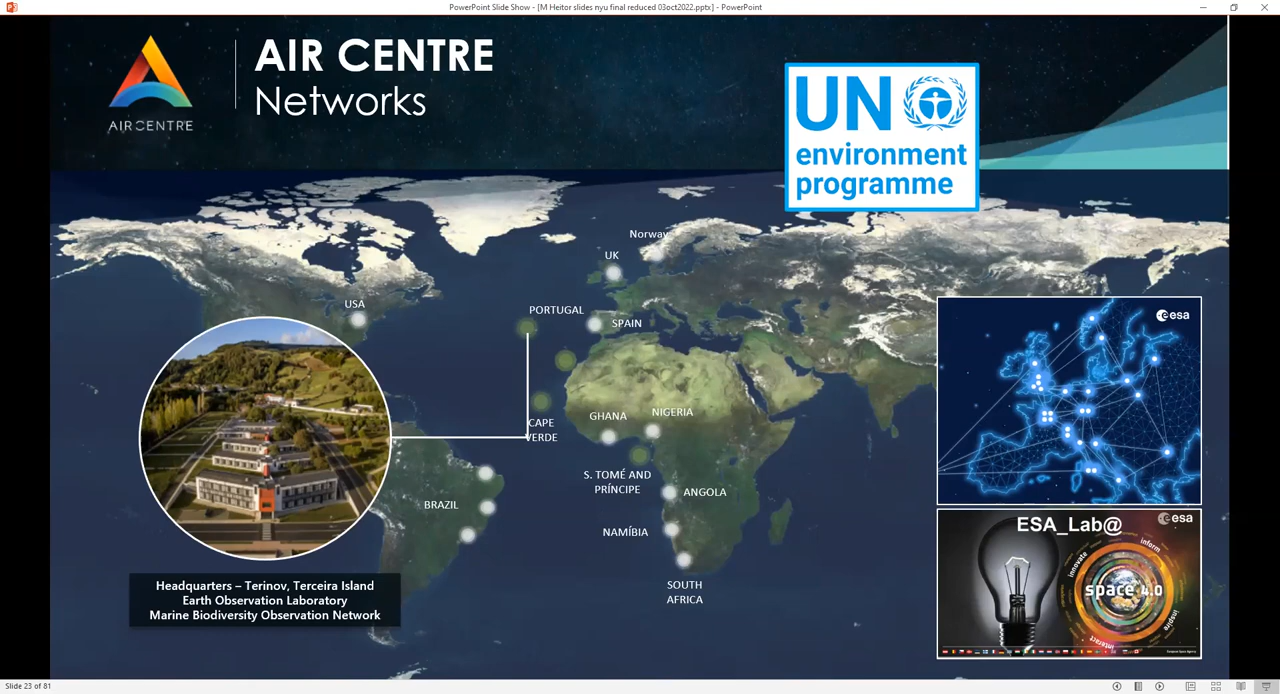 PowerPoint Slide Show - [M Heitor slides nyu final reduced 03oct2022.pptx] - PowerPoint
AIR CENTRE
Networks
AIRCENTRE
UN
environment
programme
Norway
UK
USA
PORTUGAL
SPAIN
esa
GHANA
NIGERIA
CAPE
VERDE
S. TOMÉ AND
PRÍNCIPE
BRAZIL
ANGOLA
NAMÍBIA
SOUTH
AFRICA
ESA_Lab@
esa
inform
innovate
space 4.0
inspire
interact
Headquarters – Terinov, Terceira Island
Earth Observation Laboratory
Marine Biodiversity Observation Network
Slide 23 of 81